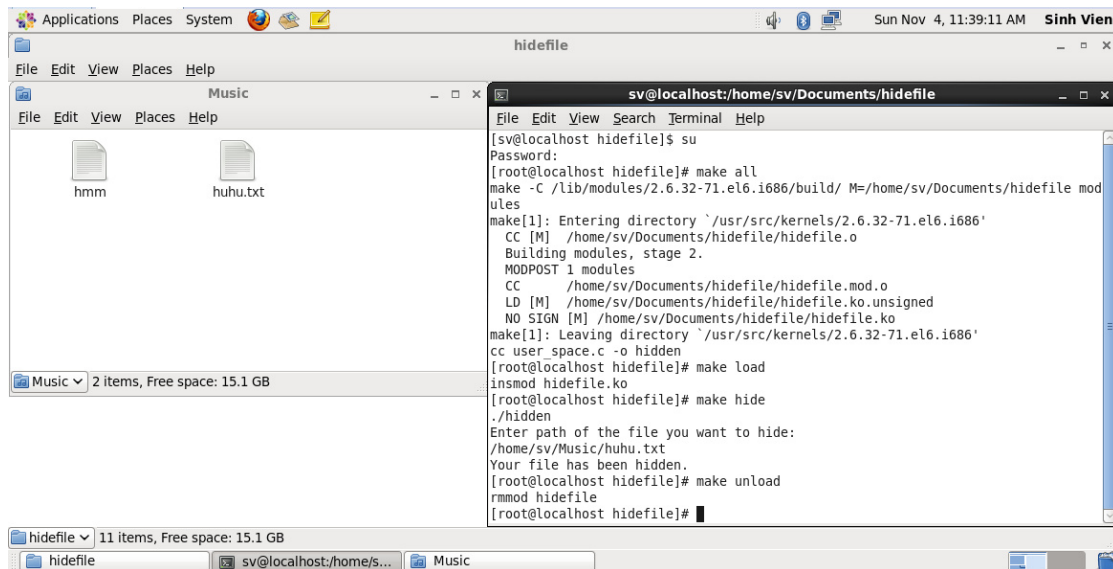 Applications Places System Sun Nov 4, 11:39:11 AM Sinh Vien
hidefile
File Edit View Places Help
Music
File Edit View Places Help
hmm huhu.txt
Music 2 items, Free space: 15.1 GB
sv@localhost:/home/sv/Documents/hidefile
File Edit View Search Terminal Help
[sv@localhost hidefile]$ su
Password:
[root@localhost hidefile]# make all
make -C /lib/modules/2.6.32-71.el6.i686/build/ M=/home/sv/Documents/hidefile mod
ules
make[1]: Entering directory `/usr/src/kernels/2.6.32-71.el6.i686'
CC [M] /home/sv/Documents/hidefile/hidefile.o
Building modules, stage 2.
MODPOST 1 modules
CC /home/sv/Documents/hidefile/hidefile.mod.o
LD [M] /home/sv/Documents/hidefile/hidefile.ko.unsigned
NO SIGN [M] /home/sv/Documents/hidefile/hidefile.ko
make[1]: Leaving directory `/usr/src/kernels/2.6.32-71.el6.i686'
cc user_space.c -o hidden
[root@localhost hidefile]# make load
insmod hidefile.ko
[root@localhost hidefile]# make hide
./hidden
Enter path of the file you want to hide:
/home/sv/Music/huhu.txt
Your file has been hidden.
[root@localhost hidefile]# make unload
rmmod hidefile
[root@localhost hidefile]#
hidefile 11 items, Free space: 15.1 GB
hidefile sv@localhost:/home/s... Music